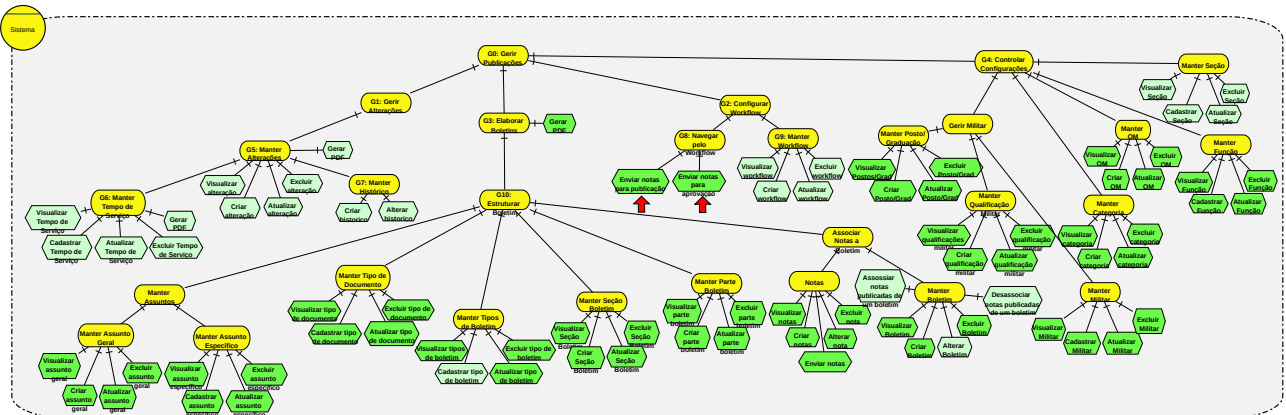 Sistema
G0: Gerir
Publicações
G4: Controlar
Configurações
Manter Seção
Visualizar
Seção
Excluir
Seção
Cadastrar
Seção
Atualizar
Seção
G1: Gerir
Alterações
G2: Configurar
Workflow
G3: Elaborar
Boletins
Gerar
PDF
G8: Navegar
pelo
Workflow
G9: Manter
Workflow
Enviar notas
para publicação
Enviar notas
para
aprovação
Visualizar
workflow
Excluir
workflow
Criar
workflow
Atualizar
workflow
Manter Posto/
Graduação
Gerir Militar
Visualizar
Postos/Grad
Excluir
Posto/Grad
Criar
Posto/Grad
Atualizar
Posto/Grad
Manter
OM
Visualizar
OM
Excluir
OM
Criar
OM
Atualizar
OM
Manter
Função
Visualizar
Função
Excluir
Função
Cadastrar
Função
Atualizar
Função
G5: Manter
Alterações
Gerar
PDF
Visualizar
alteração
Excluir
alteração
Criar
alteração
Atualizar
alteração
G7: Manter
Histórico
Criar
historico
Alterar
historico
G6: Manter
Tempo de
Serviço
Visualizar
Tempo de
Serviço
Gerar
PDF
Cadastrar
Tempo de
Serviço
Atualizar
Tempo de
Serviço
Excluir Tempo
de Serviço
G10:
Estruturar
Boletim
Manter
Qualificação
Militar
Visualizar
qualificações
militar
Excluir
qualificação
militar
Criar
qualificação
militar
Atualizar
qualificação
militar
Manter
Categoria
Visualizar
categoria
Excluir
categoria
Criar
categoria
Atualizar
categoria
Associar
Notas a
Boletim
Manter
Assuntos
Manter Tipo de
Documento
Visualizar tipo
de documento
Excluir tipo de
documento
Cadastrar tipo
de documento
Atualizar tipo
de documento
Manter Tipos
de Boletim
Visualizar tipos
de boletim
Excluir tipo de
boletim
Cadastrar tipo
de boletim
Atualizar tipo
de boletim
Manter Seção
Boletim
Visualizar
Seção
Boletim
Excluir
Seção
Boletim
Criar
Seção
Boletim
Atualizar
Seção
Boletim
Manter Parte
Boletim
Visualizar
parte
boletim
Excluir
parte
boletim
Criar
parte
boletim
Atualizar
parte
boletim
Notas
Visualizar
notas
Excluir
nota
Criar
notas
Alterar
nota
Enviar notas
Assossiar
notas
publicadas de
um boletim
Manter
Boletim
Desassociar
notas publicadas
de um boletim
Visualizar
Boletim
Excluir
Boletim
Criar
Boletim
Alterar
Boletim
Manter
Militar
Visualizar
Militar
Excluir
Militar
Cadastrar
Militar
Atualizar
Militar
Manter Assunto
Geral
Visualizar
assunto
geral
Excluir
assunto
geral
Criar
assunto
geral
Atualizar
assunto
geral
Manter Assunto
Específico
Visualizar
assunto
específico
Excluir
assunto
específico
Cadastrar
assunto
específico
Atualizar
assunto
específico